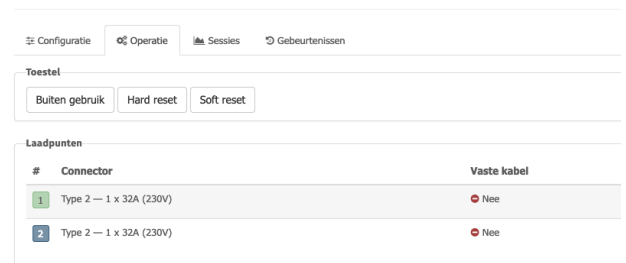 Configuratie Operatie Sessies Gebeurtenissen
Toestel
Buiten gebruik Hard reset Soft reset
Laadpunten
# Connector Vaste kabel
1 Type 2 — 1 x 32A (230V) Nee
2 Type 2 — 1 x 32A (230V) Nee